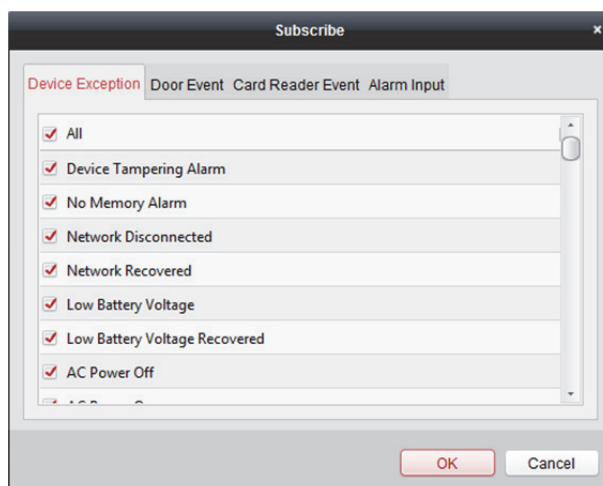 Subscribe
Device Exception Door Event Card Reader Event Alarm Input
All
Device Tampering Alarm
No Memory Alarm
Network Disconnected
Network Recovered
Low Battery Voltage
Low Battery Voltage Recovered
AC Power Off
OK Cancel